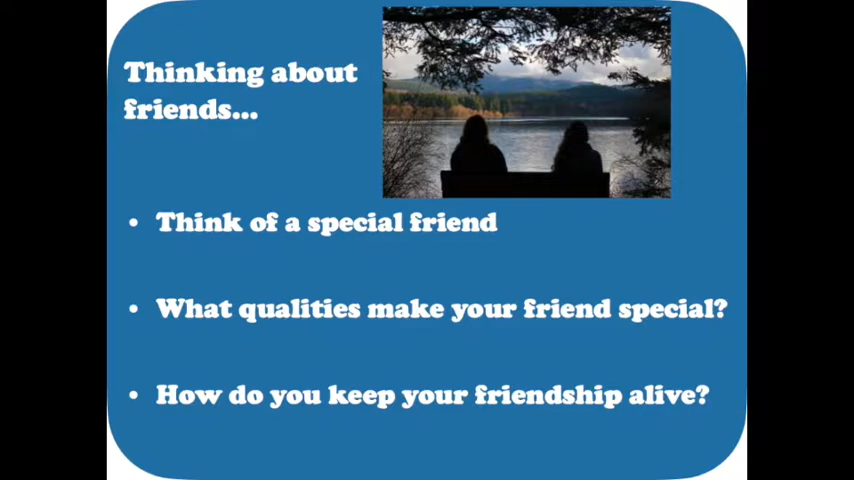 Thinking about
friends...
• Think of a special friend
• What qualities make your friend special?
• How do you keep your friendship alive?